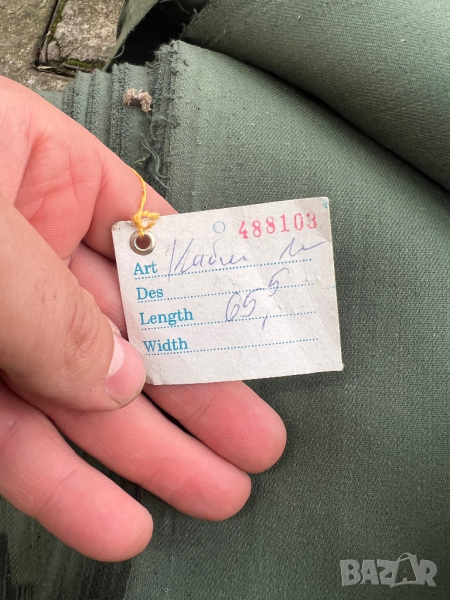 488103
Art
Des
Length 65,5
Width
BAZAR